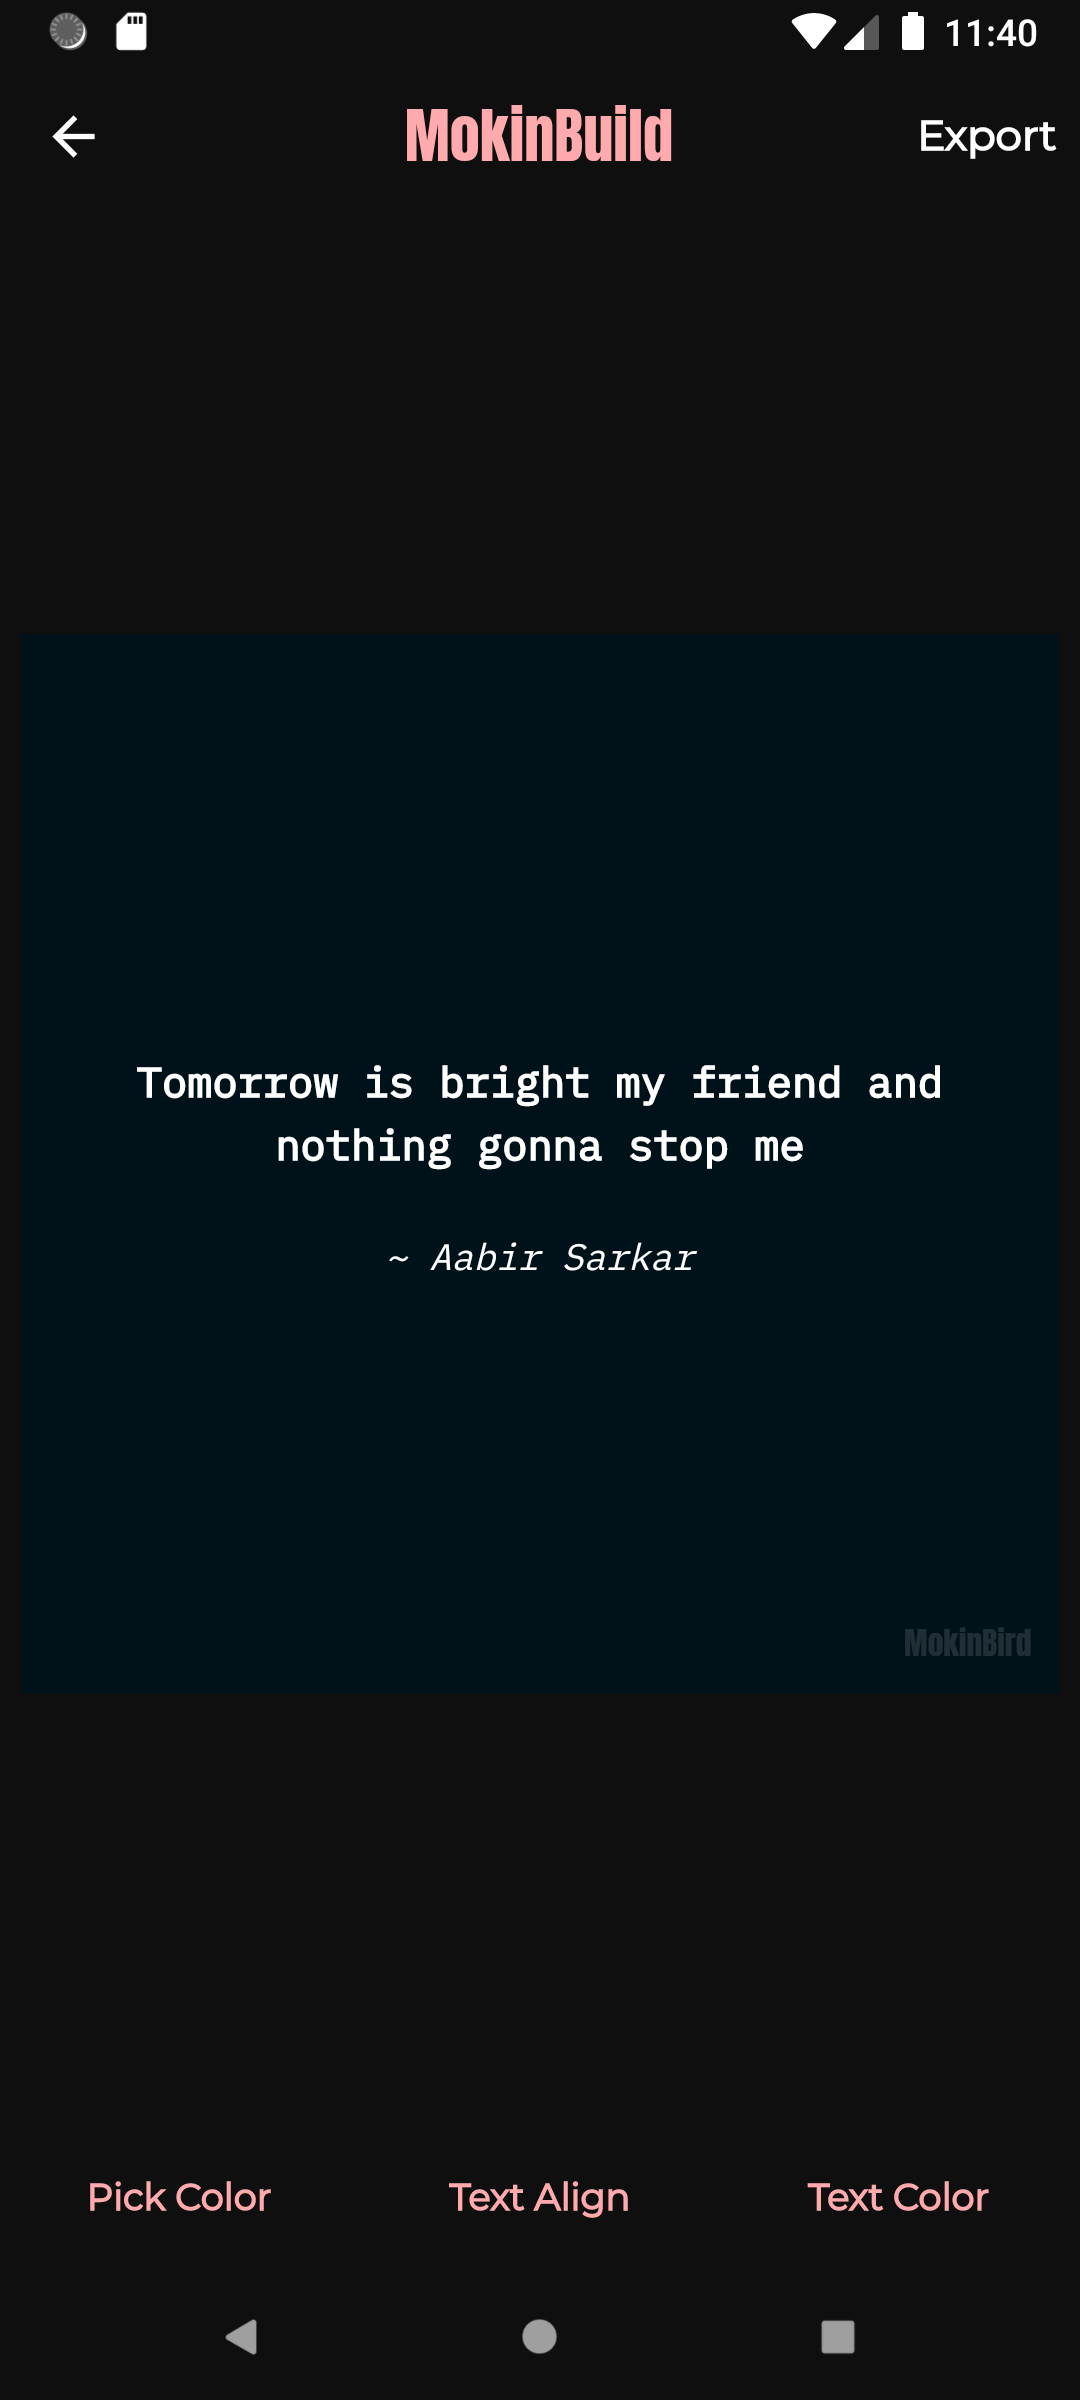 11:40
MokinBuild
Export
Tomorrow is bright my friend and
nothing gonna stop me
~ Aabir Sarkar
MokinBird
Pick Color
Text Align
Text Color